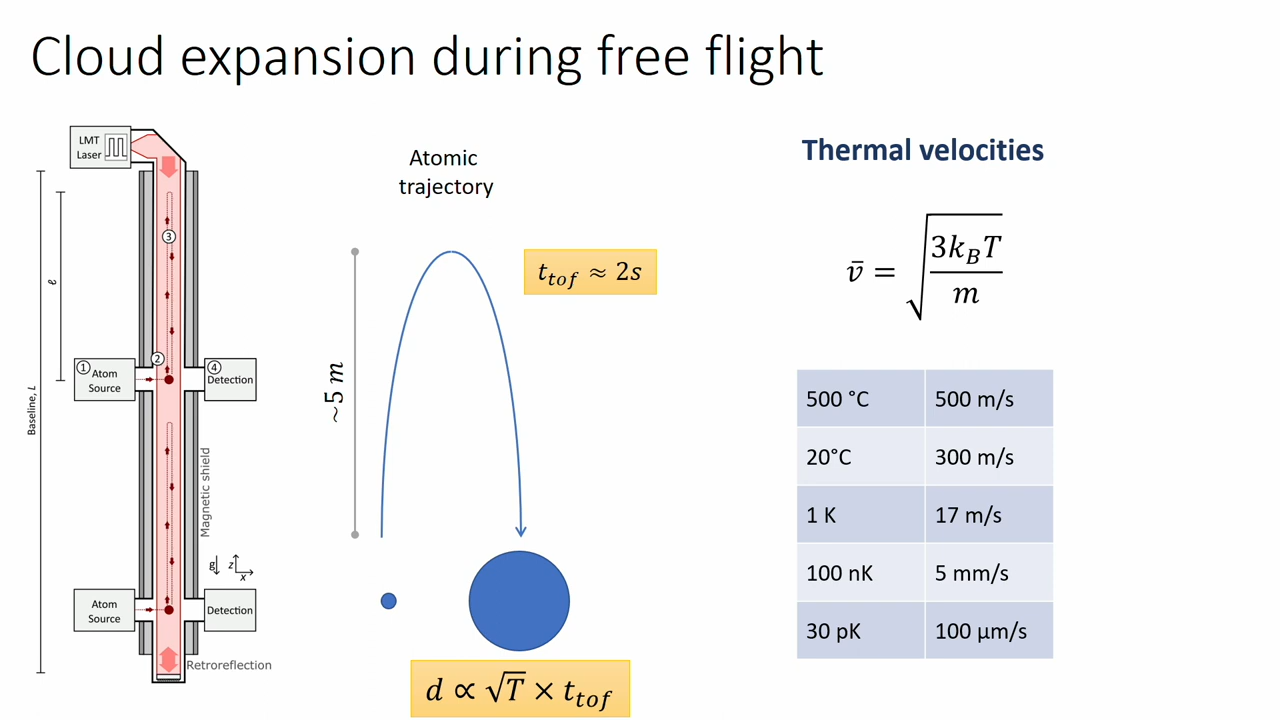 Cloud expansion during free flight
LMT
Laser
③
ℓ
②
①
Atom
Source
④
Detection
Baseline, L
Magnetic shield
g
z
x
Atom
Source
Detection
Retroreflection
Atomic
trajectory
t_tof ≈ 2s
~5 m
d ∝ √T × t_tof
Thermal velocities
v̄ = √(3k_BT/m)
500 °C 500 m/s
20°C 300 m/s
1 K 17 m/s
100 nK 5 mm/s
30 pK 100 µm/s